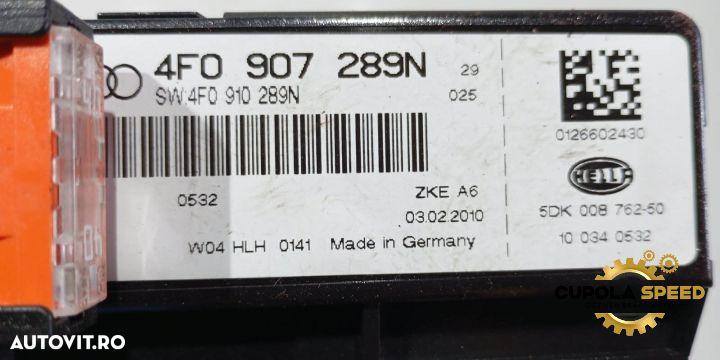 4F0 907 289N 29
SW:4F0 910 289N 025
0532
ZKE A6
03.02.2010
W04 HLH 0141 Made in Germany
0126602430
HELLA
5DK 008 762-50
10 034 0532
CUPOLA SPEED
AUTOVIT.RO